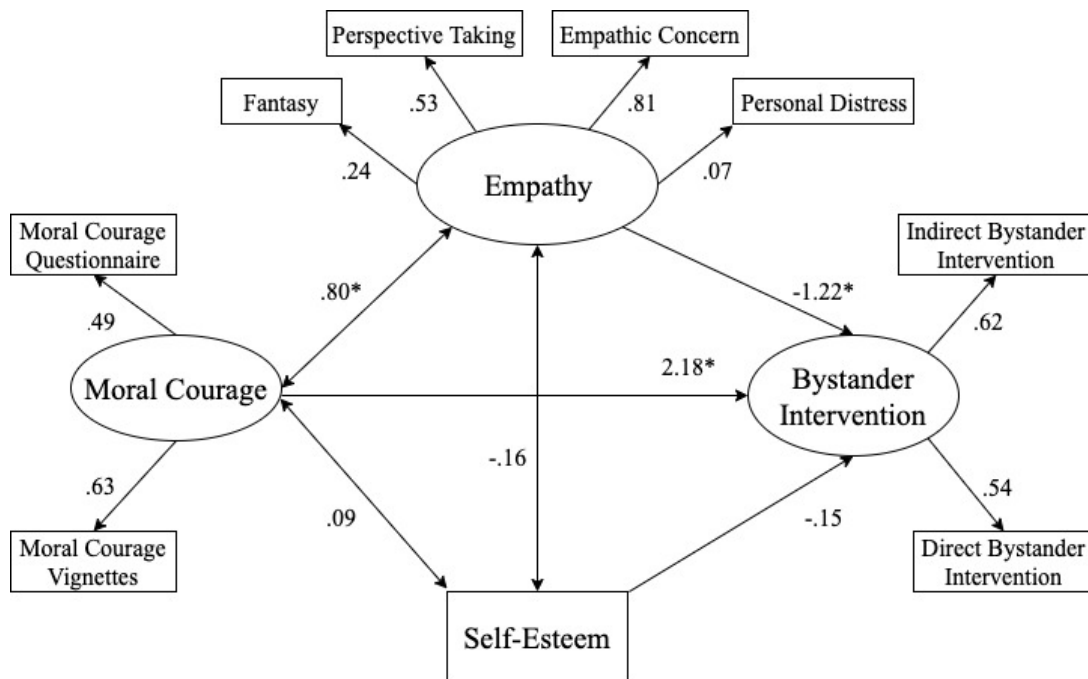 Perspective Taking
Empathic Concern
Fantasy
.53
.81
Personal Distress
.24
.07
Empathy
Moral Courage
Questionnaire
Indirect Bystander
Intervention
.80*
-1.22*
.49
.62
Moral Courage
2.18*
Bystander
Intervention
-.16
.63
.09
-.15
.54
Moral Courage
Vignettes
Direct Bystander
Intervention
Self-Esteem